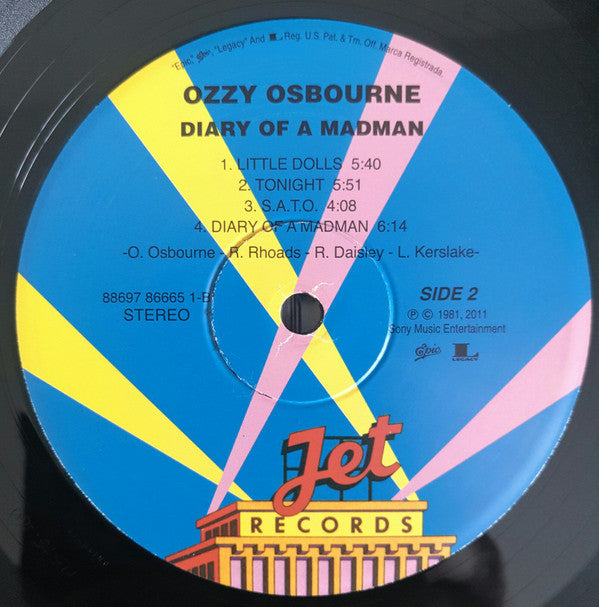 "Epic," Epic, "Legacy" And L Reg. U.S. Pat. & Tm. Off. Marca Registrada.
OZZY OSBOURNE
DIARY OF A MADMAN
1. LITTLE DOLLS 5:40
2. TONIGHT 5:51
3. S.A.T.O. 4:08
4. DIARY OF A MADMAN 6:14
-O. Osbourne - R. Rhoads - R. Daisley - L. Kerslake-
88697 86665 1-B
STEREO
SIDE 2
℗ © 1981, 2011
Sony Music Entertainment
Epic LEGACY
Jet
RECORDS